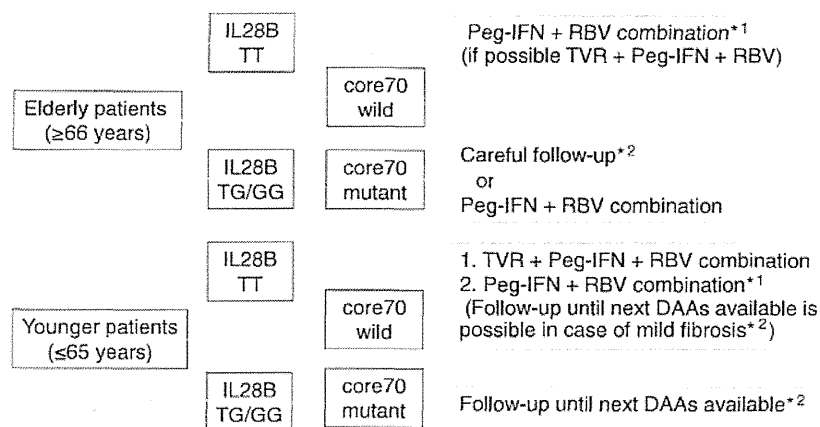 IL28B
TT
Peg-IFN + RBV combination*1
(if possible TVR + Peg-IFN + RBV)
core70
wild
Elderly patients
(≥66 years)
IL28B
TG/GG
core70
mutant
Careful follow-up*2
or
Peg-IFN + RBV combination
IL28B
TT
1. TVR + Peg-IFN + RBV combination
2. Peg-IFN + RBV combination*1
(Follow-up until next DAAs available is
possible in case of mild fibrosis*2)
core70
wild
Younger patients
(≤65 years)
IL28B
TG/GG
core70
mutant
Follow-up until next DAAs available*2